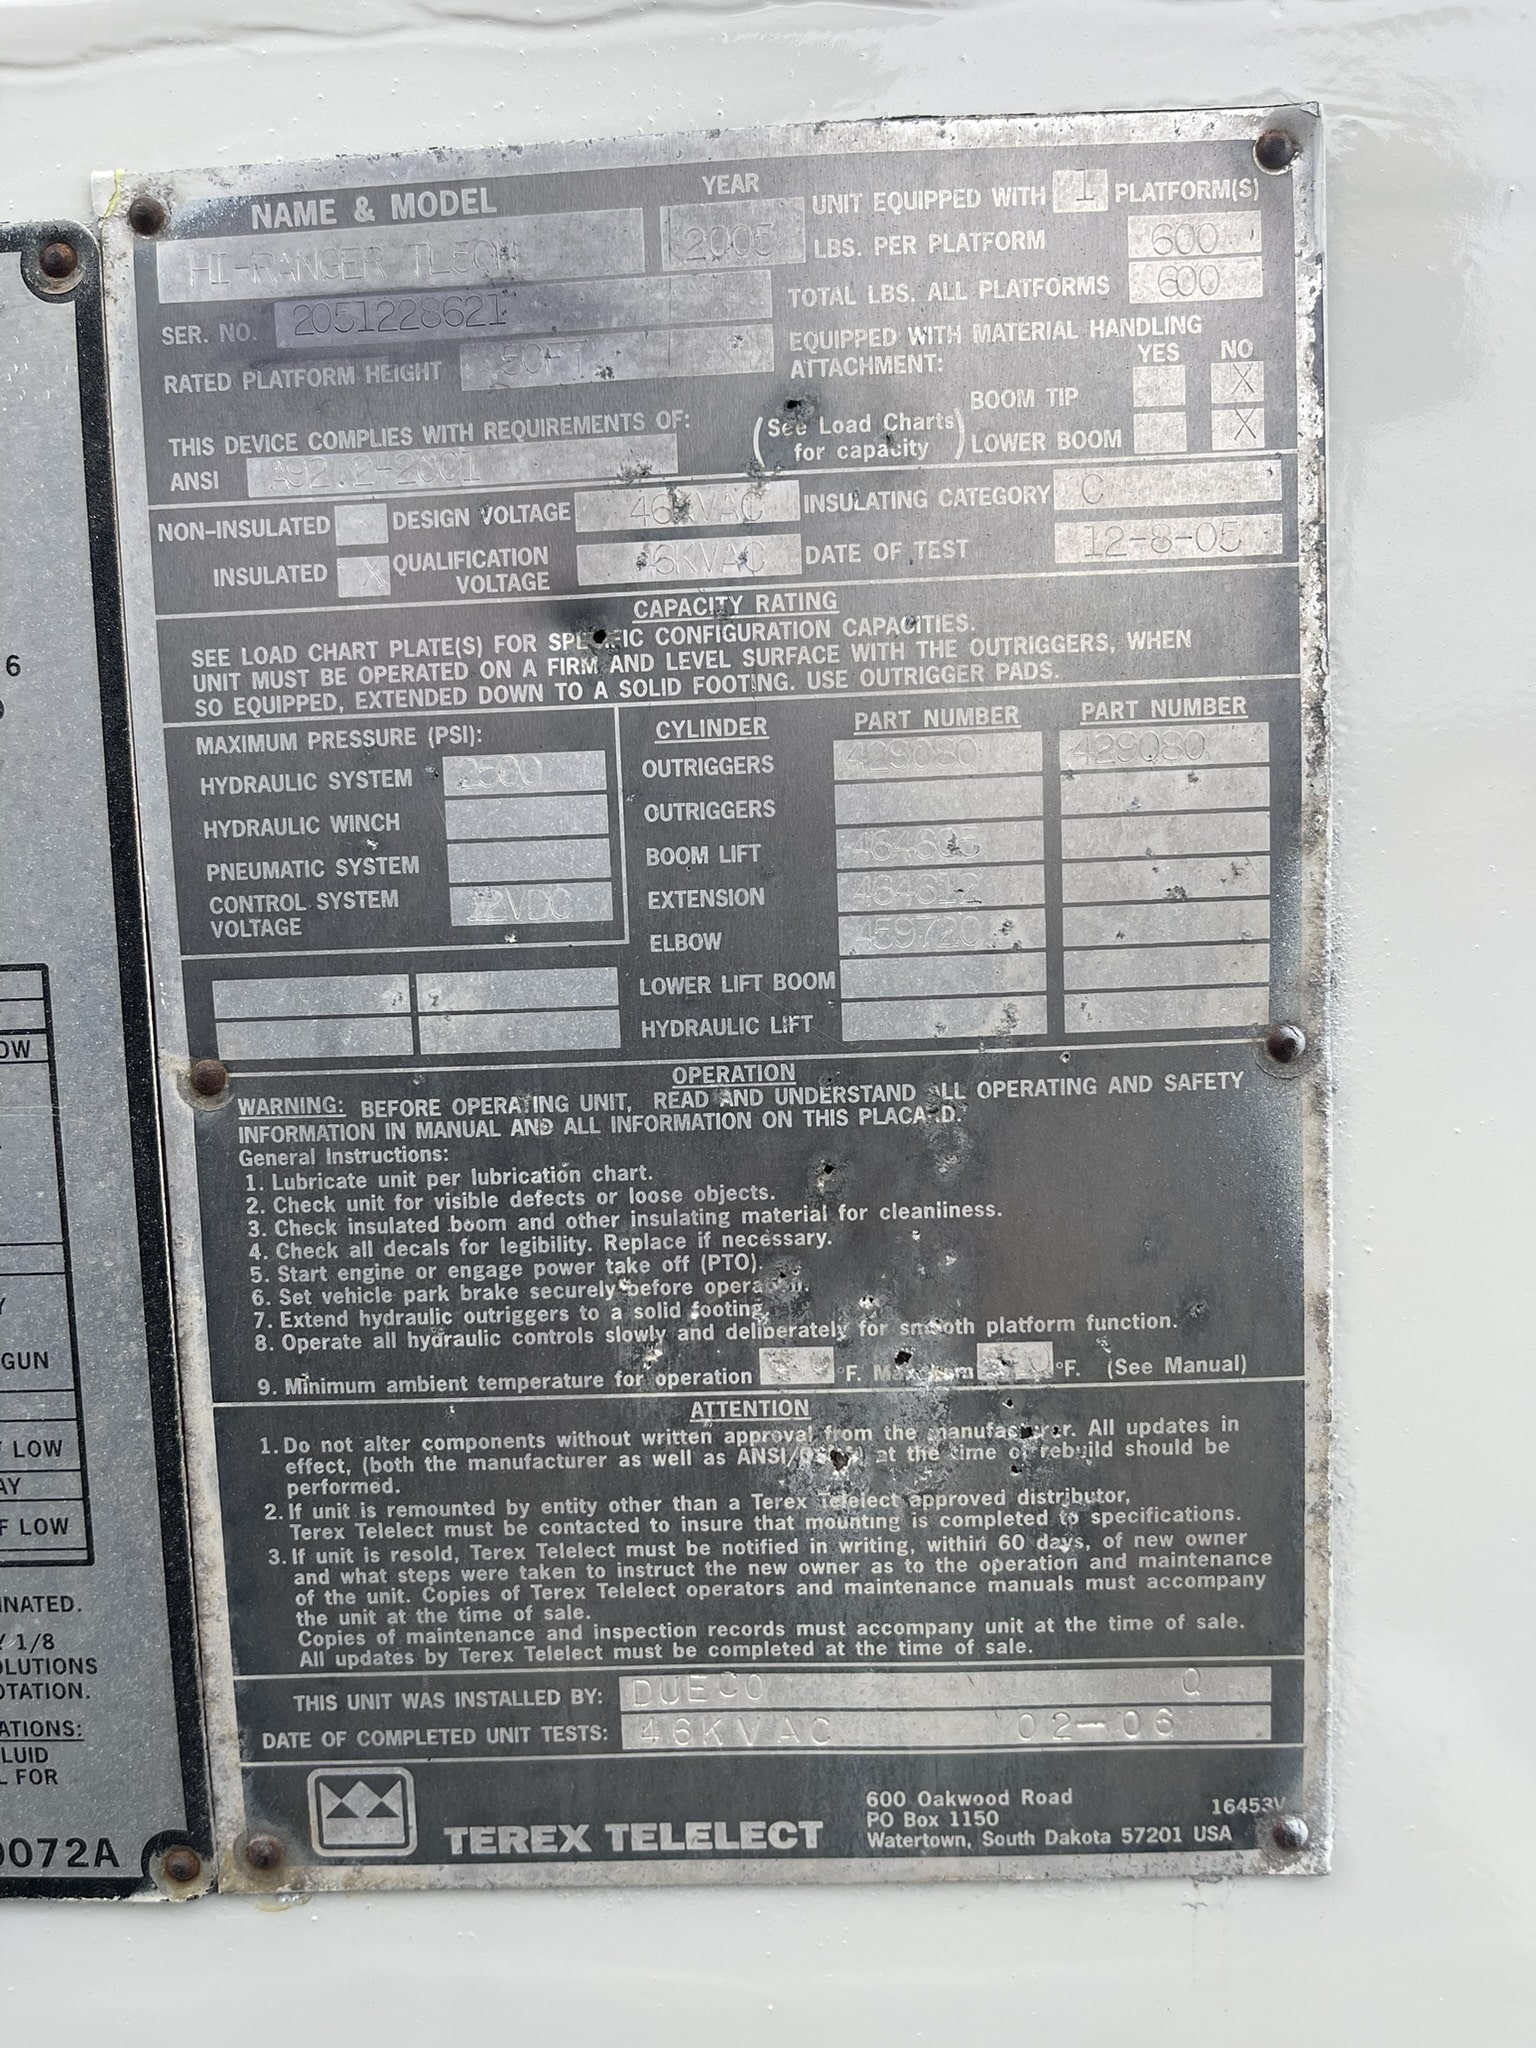 NAME & MODEL
YEAR
HI-RANGER
2005
SER. NO. 2051228621
RATED PLATFORM HEIGHT 50FT.
THIS DEVICE COMPLIES WITH REQUIREMENTS OF:
ANSI A92.2-2001
UNIT EQUIPPED WITH 1 PLATFORM(S)
LBS. PER PLATFORM 600
TOTAL LBS. ALL PLATFORMS 600
EQUIPPED WITH MATERIAL HANDLING
ATTACHMENT: YES NO
BOOM TIP X
(See Load Charts for capacity) LOWER BOOM X
NON-INSULATED DESIGN VOLTAGE 46KVAC INSULATING CATEGORY C
INSULATED X QUALIFICATION VOLTAGE 46KVAC DATE OF TEST 12-8-05
CAPACITY RATING
SEE LOAD CHART PLATE(S) FOR SPECIFIC CONFIGURATION CAPACITIES.
UNIT MUST BE OPERATED ON A FIRM AND LEVEL SURFACE WITH THE OUTRIGGERS, WHEN
SO EQUIPPED, EXTENDED DOWN TO A SOLID FOOTING. USE OUTRIGGER PADS.
MAXIMUM PRESSURE (PSI):
HYDRAULIC SYSTEM 2500
HYDRAULIC WINCH
PNEUMATIC SYSTEM
CONTROL SYSTEM
VOLTAGE 12VDC
CYLINDER PART NUMBER PART NUMBER
OUTRIGGERS 429080 429080
OUTRIGGERS
BOOM LIFT
EXTENSION 464612
ELBOW 459720
LOWER LIFT BOOM
HYDRAULIC LIFT
OPERATION
WARNING: BEFORE OPERATING UNIT, READ AND UNDERSTAND ALL OPERATING AND SAFETY
INFORMATION IN MANUAL AND ALL INFORMATION ON THIS PLACARD.
General Instructions:
1. Lubricate unit per lubrication chart.
2. Check unit for visible defects or loose objects.
3. Check insulated boom and other insulating material for cleanliness.
4. Check all decals for legibility. Replace if necessary.
5. Start engine or engage power take off (PTO).
6. Set vehicle park brake securely before operation.
7. Extend hydraulic outriggers to a solid footing.
8. Operate all hydraulic controls slowly and deliberately for smooth platform function.
9. Minimum ambient temperature for operation °F. Maximum °F. (See Manual)
ATTENTION
1. Do not alter components without written approval from the manufacturer. All updates in
effect, (both the manufacturer as well as at the time of rebuild should be
performed.
2. If unit is remounted by entity other than a Terex Telelect approved distributor,
Terex Telelect must be contacted to insure that mounting is completed to specifications.
3. If unit is resold, Terex Telelect must be notified in writing, within 60 days, of new owner
and what steps were taken to instruct the new owner as to the operation and maintenance
of the unit. Copies of Terex Telelect operators and maintenance manuals must accompany
the unit at the time of sale.
Copies of maintenance and inspection records must accompany unit at the time of sale.
All updates by Terex Telelect must be completed at the time of sale.
THIS UNIT WAS INSTALLED BY: DUECO Q
DATE OF COMPLETED UNIT TESTS: 46KVAC 02-06
TEREX TELELECT
600 Oakwood Road
PO Box 1150
Watertown, South Dakota 57201 USA
16453V
6
OW
Y
GUN
LOW
AY
F LOW
INATED.
1/8
OLUTIONS
OTATION.
ATIONS:
LUID
L FOR
0072A